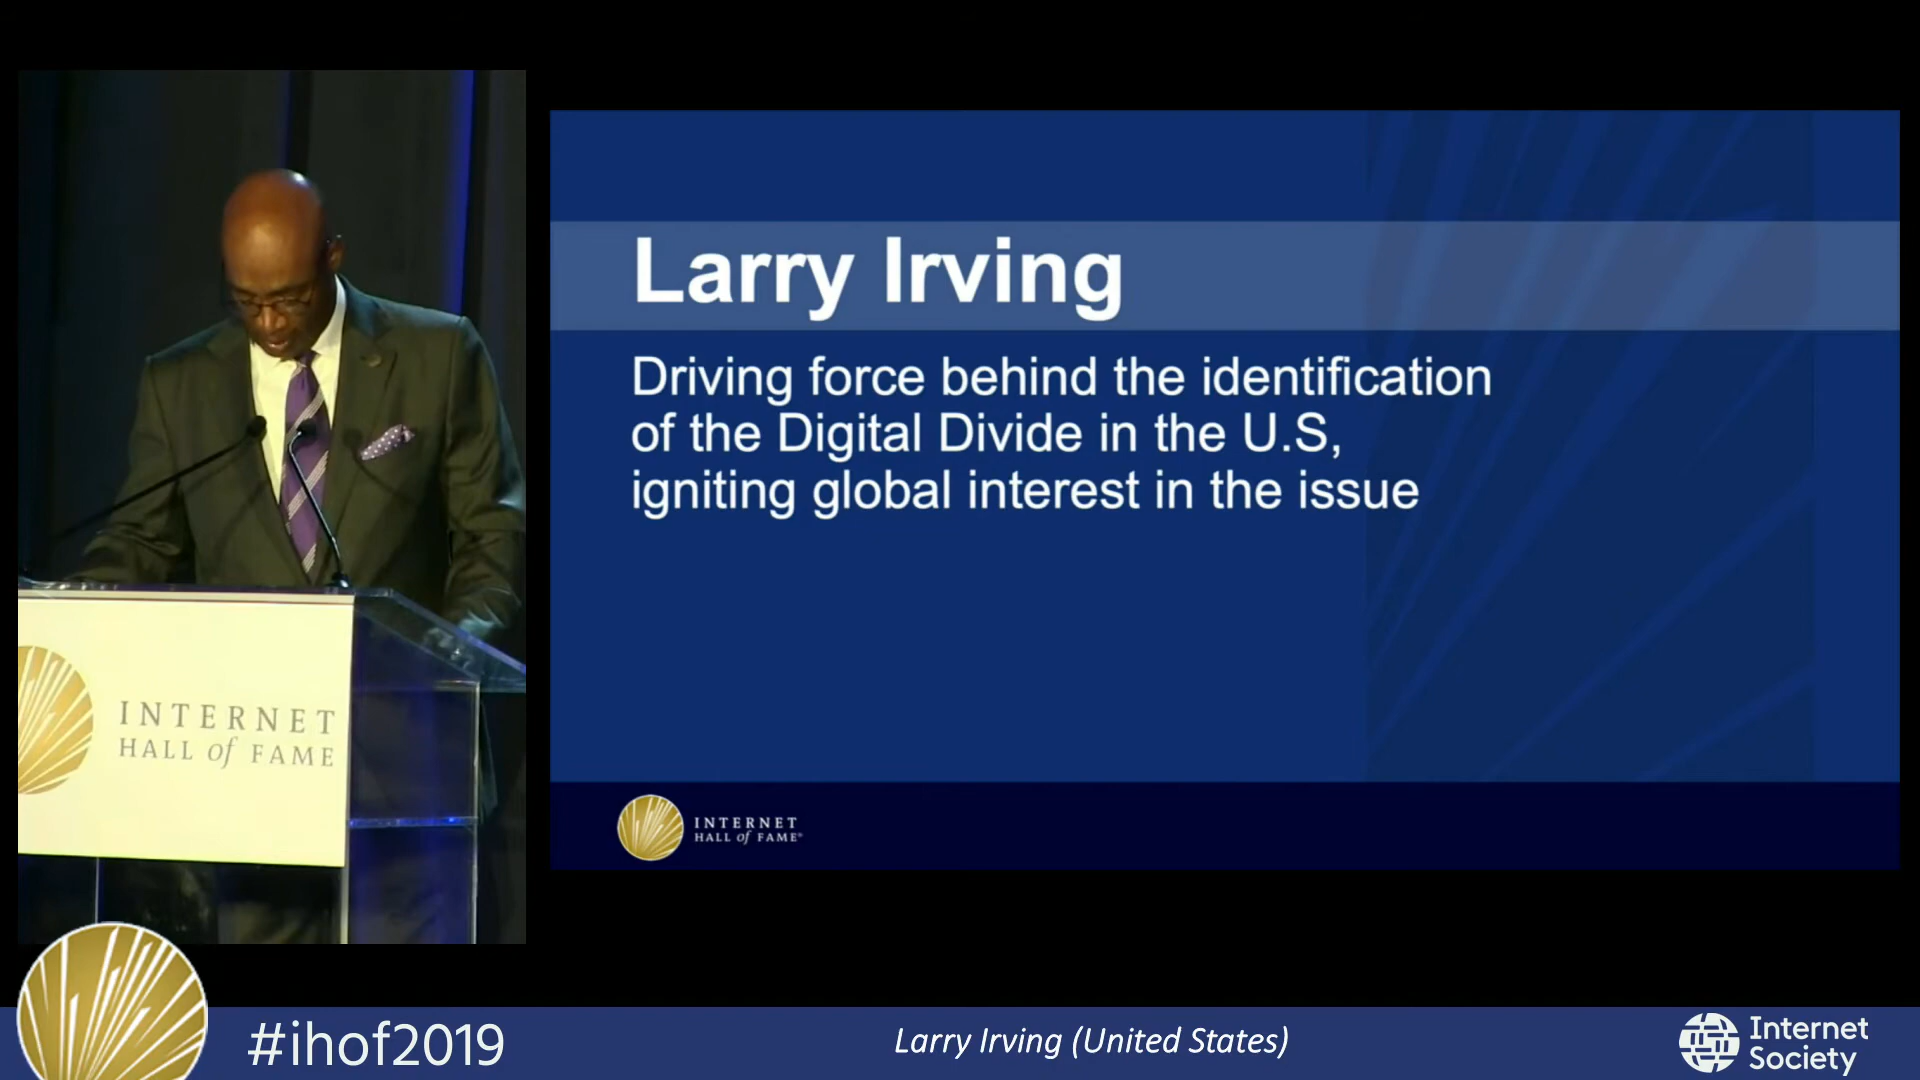 Larry Irving
Driving force behind the identification
of the Digital Divide in the U.S,
igniting global interest in the issue
INTERNET
HALL of FAME
INTERNET
HALL of FAME®
#ihof2019
Larry Irving (United States)
Internet
Society